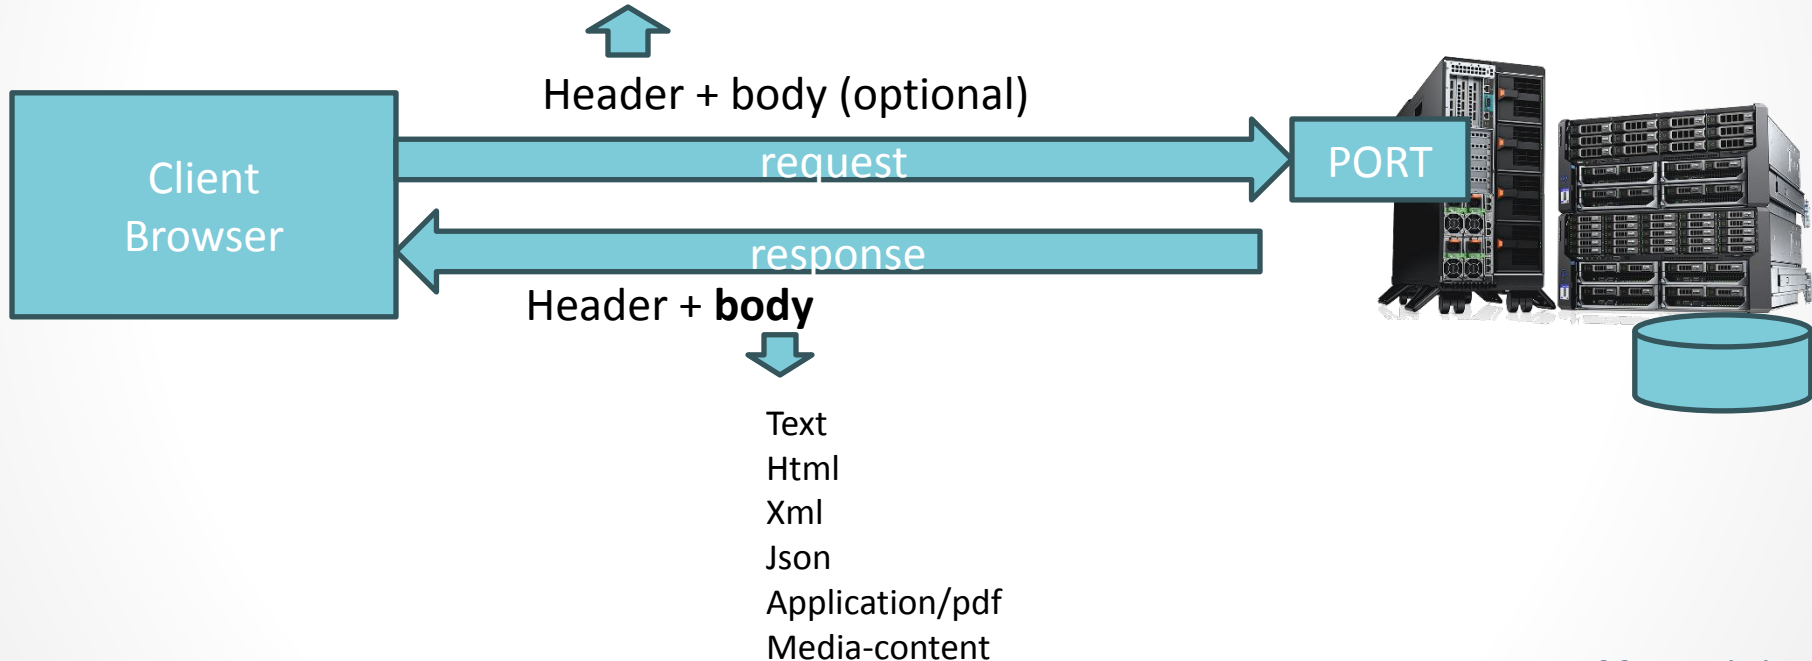 Header + body (optional)
request
PORT
Client
Browser
response
Header + body
Text
Html
Xml
Json
Application/pdf
Media-content